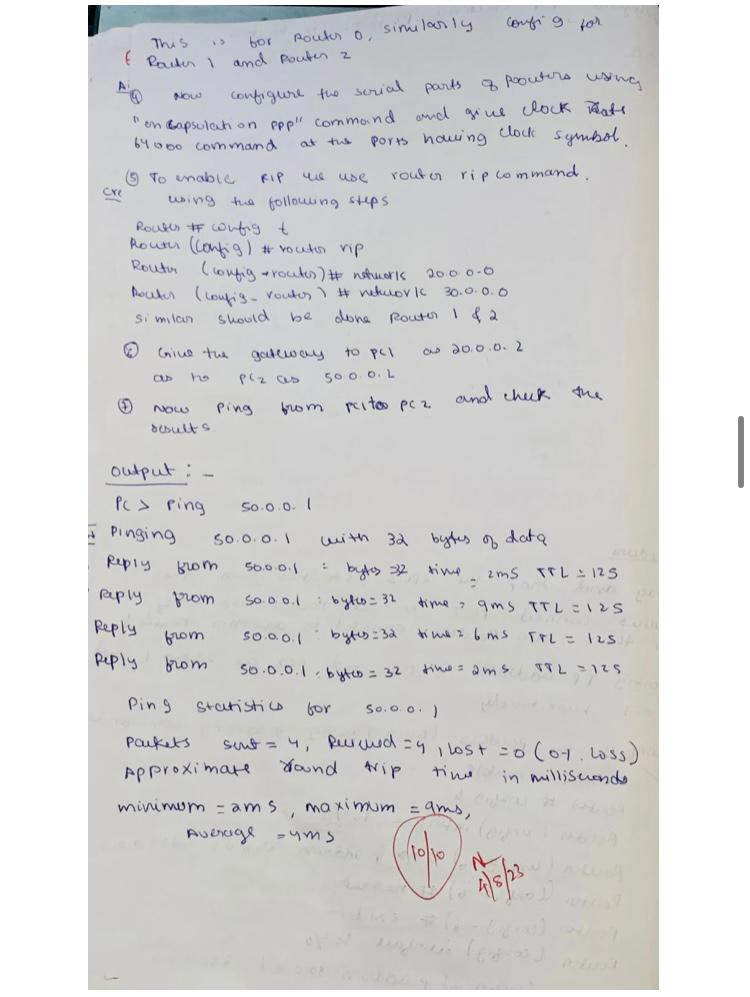 This is for Router 0, similarly config for
Router 1 and Router 2
④ Now configure the serial ports of Routers using
"encapsulation ppp" command and give clock rate
64000 command at the ports having clock symbol.
⑤ To enable RIP we use router rip command.
using the following steps
Router # config t
Router (config) # router rip
Router (config-router) # network 20.0.0.0
Router (config-router) # network 30.0.0.0
similar should be done Router 1 & 2
⑥ Give the gateway to pc1 as 20.0.0.2
as to pc2 as 50.0.0.2
⑦ Now ping from pc1 to pc2 and check the
results.
output : -
PC > ping 50.0.0.1
Pinging 50.0.0.1 with 32 bytes of data
Reply from 50.0.0.1 : bytes=32 time = 2ms TTL = 125
Reply from 50.0.0.1 : bytes=32 time = 9ms TTL = 125
Reply from 50.0.0.1 : bytes=32 time = 6ms TTL = 125
Reply from 50.0.0.1 : bytes=32 time = 2ms TTL = 125
Ping statistics for 50.0.0.1
Packets sent = 4, Received = 4, lost = 0 (0%. Loss)
Approximate round trip time in milliseconds
minimum = 2ms, maximum = 9ms,
Average = 4ms
10/10
4/8/23